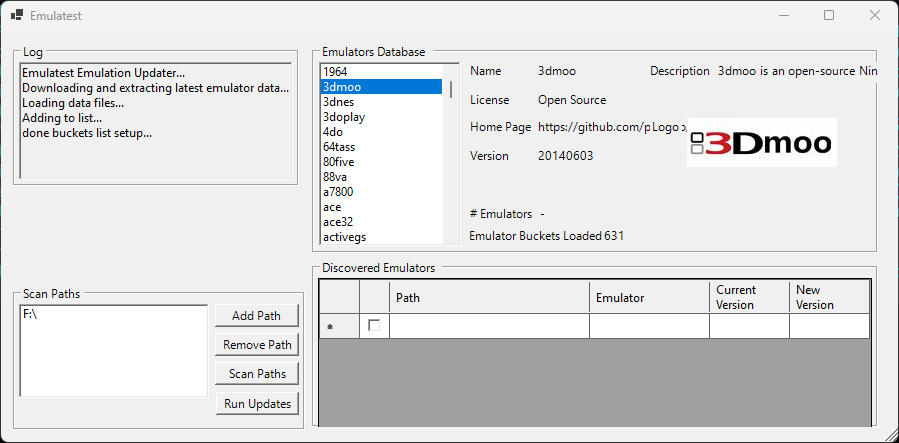 Emulatest
Log
Emulatest Emulation Updater...
Downloading and extracting latest emulator data...
Loading data files...
Adding to list...
done buckets list setup...
Emulators Database
1964
3dmoo
3dnes
3doplay
4do
64tass
80five
88va
a7800
ace
ace32
activegs
Name 3dmoo Description 3dmoo is an open-source Nin
License Open Source
Home Page https://github.com/p Logo
3Dmoo
Version 20140603
# Emulators -
Emulator Buckets Loaded 631
Scan Paths
F:\
Add Path
Remove Path
Scan Paths
Run Updates
Discovered Emulators
Path Emulator Current Version New Version
*